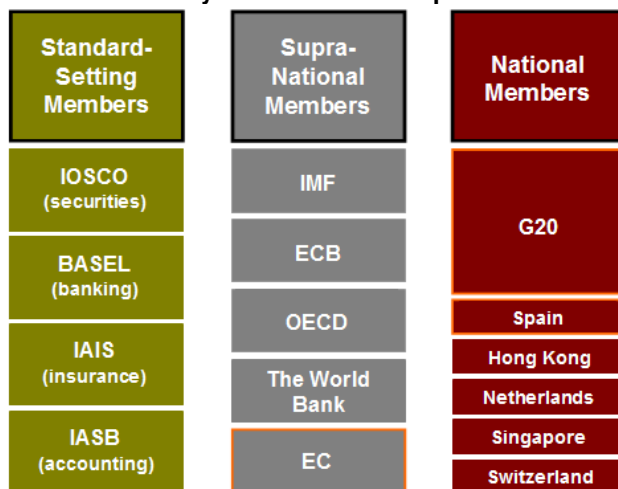 Standard-
Setting
Members
IOSCO
(securities)
BASEL
(banking)
IAIS
(insurance)
IASB
(accounting)
Supra-
National
Members
IMF
ECB
OECD
The World
Bank
EC
National
Members
G20
Spain
Hong Kong
Netherlands
Singapore
Switzerland